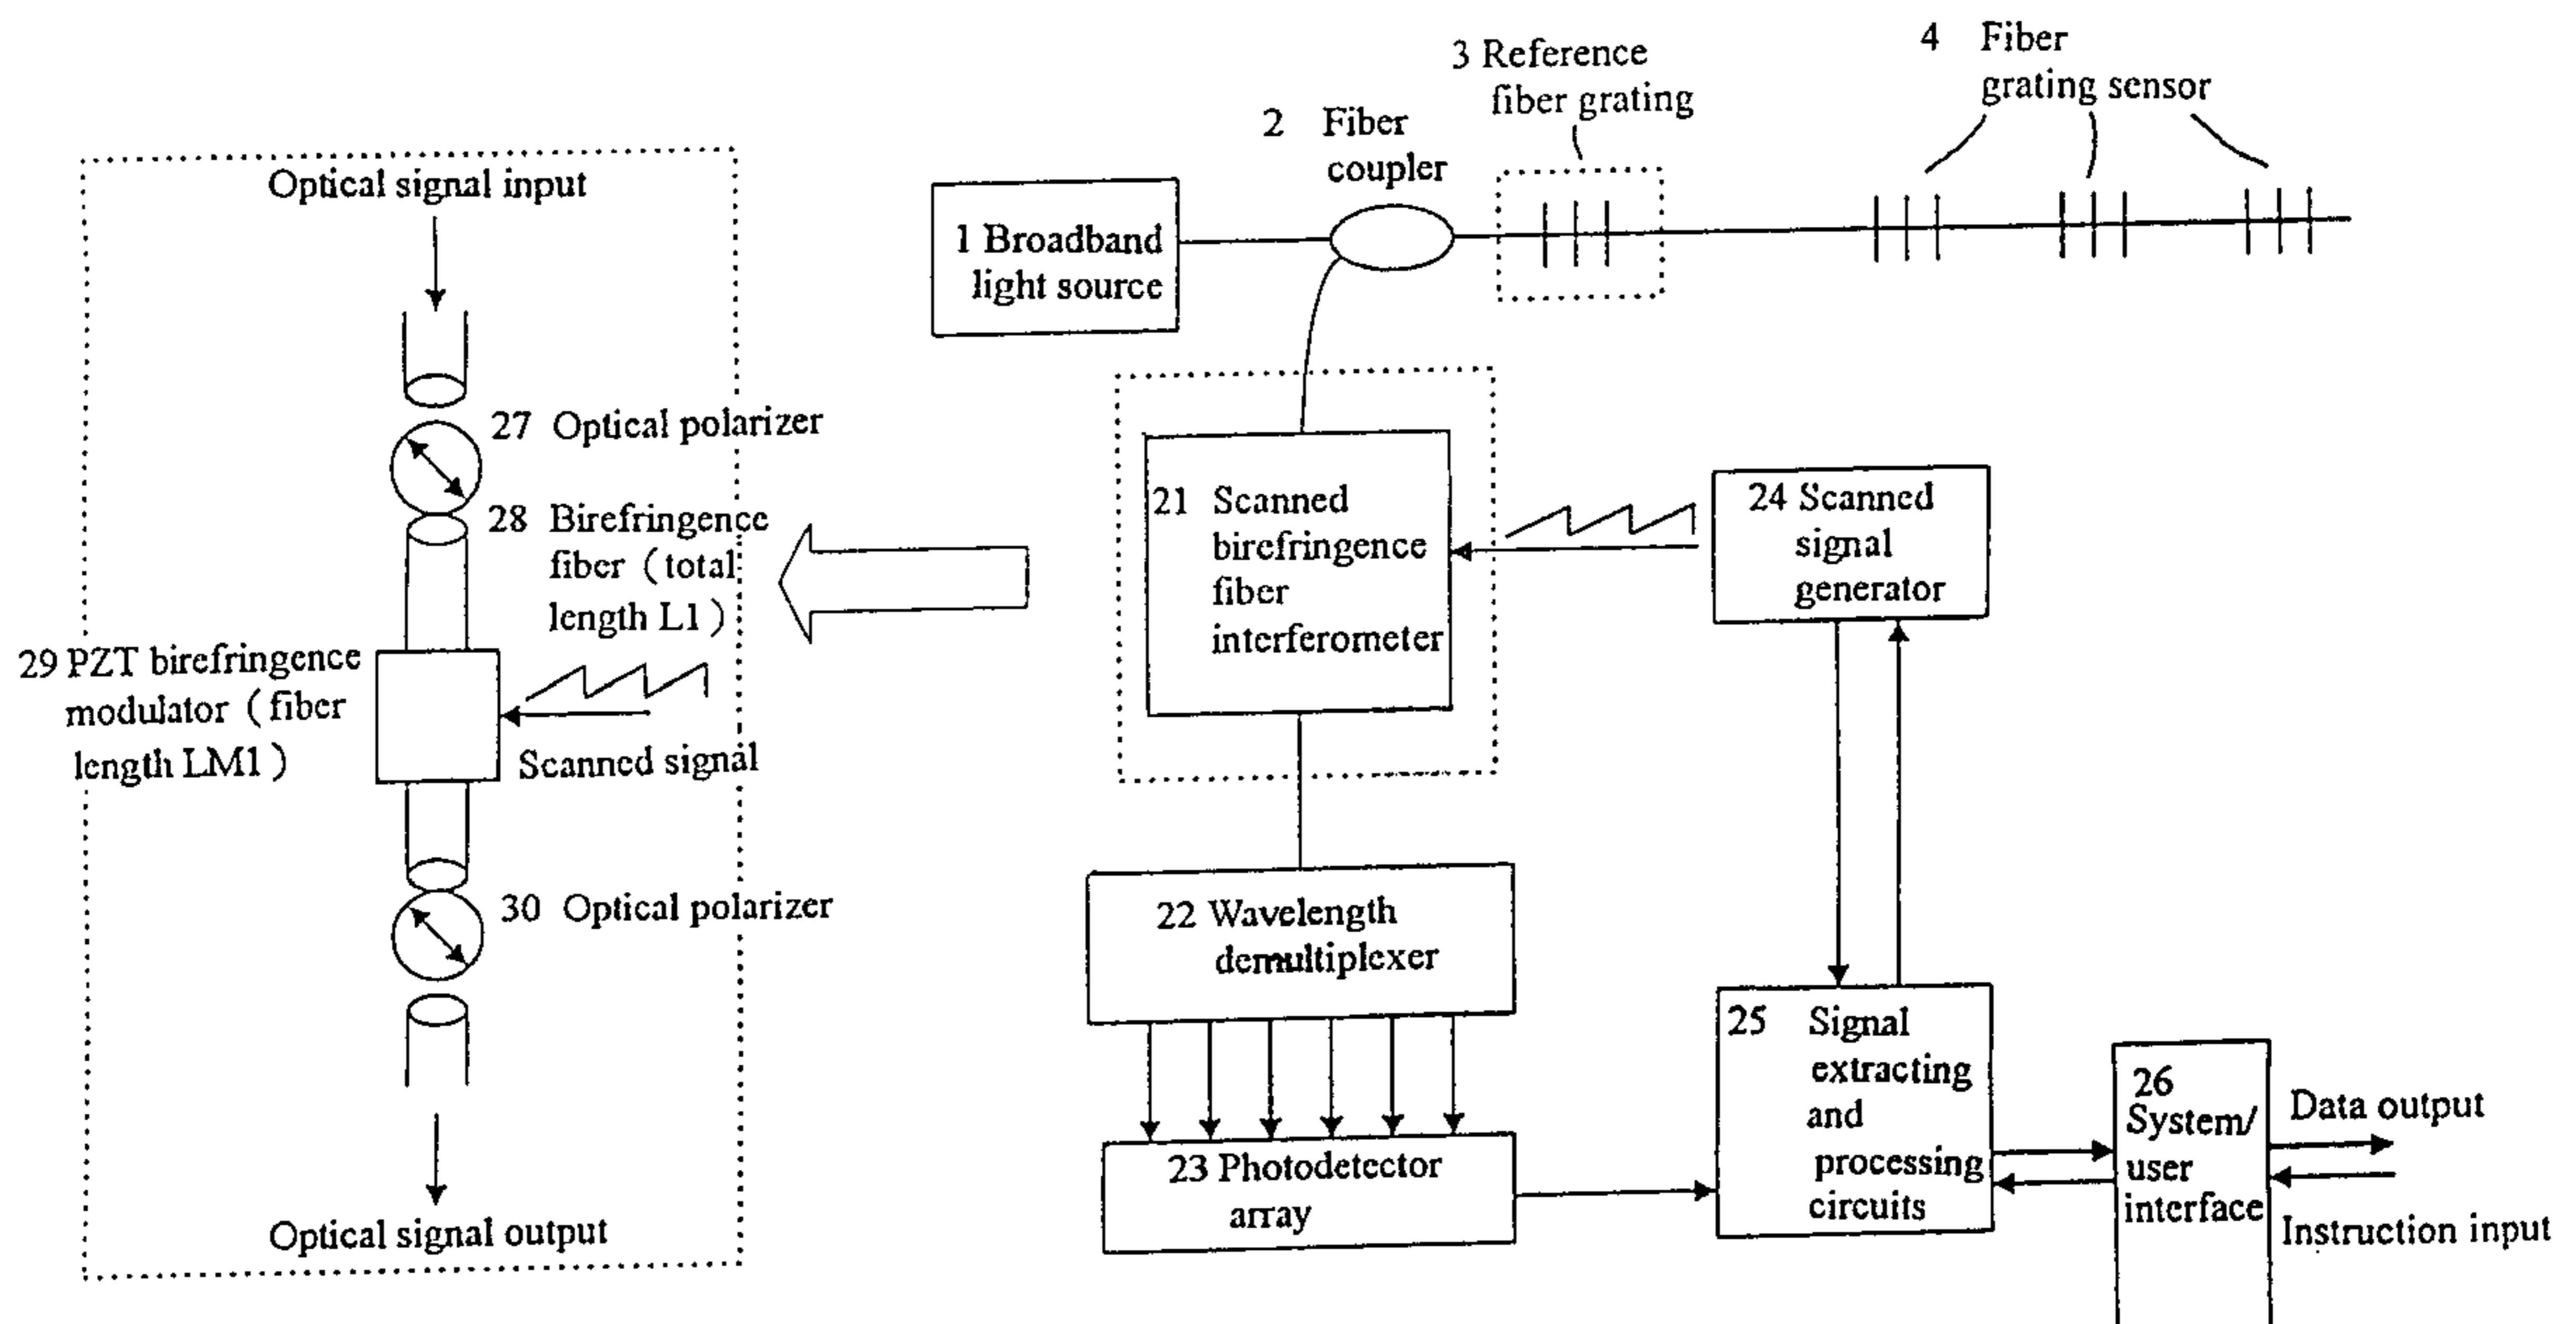 3 Reference
fiber grating
4 Fiber
grating sensor
2 Fiber
coupler
1 Broadband
light source
Optical signal input
27 Optical polarizer
28 Birefringence
fiber (total
length L1)
29 PZT birefringence
modulator (fiber
length LM1)
Scanned signal
30 Optical polarizer
Optical signal output
21 Scanned
birefringence
fiber
interferometer
24 Scanned
signal
generator
22 Wavelength
demultiplexer
23 Photodetector
array
25 Signal
extracting
and
processing
circuits
26
System/
user
interface
Data output
Instruction input